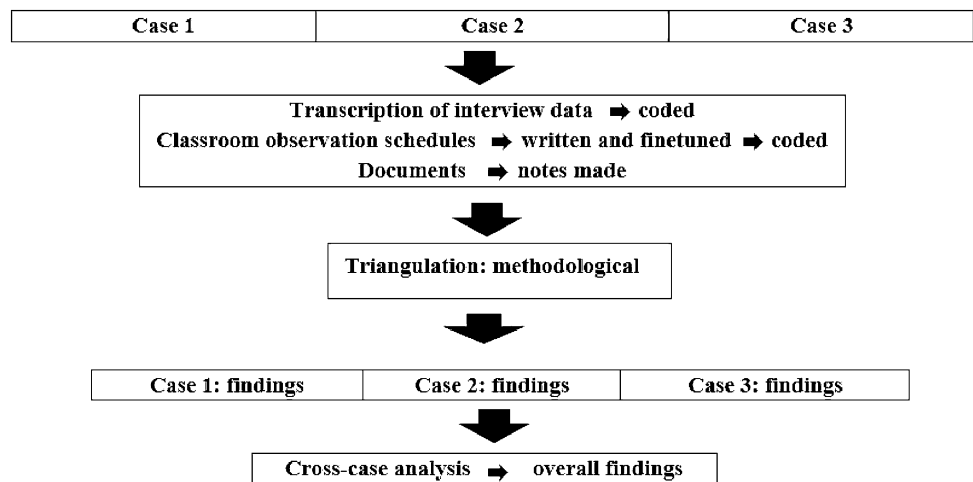 Case 1 Case 2 Case 3
Transcription of interview data ➡ coded
Classroom observation schedules ➡ written and finetuned ➡ coded
Documents ➡ notes made
Triangulation: methodological
Case 1: findings Case 2: findings Case 3: findings
Cross-case analysis ➡ overall findings